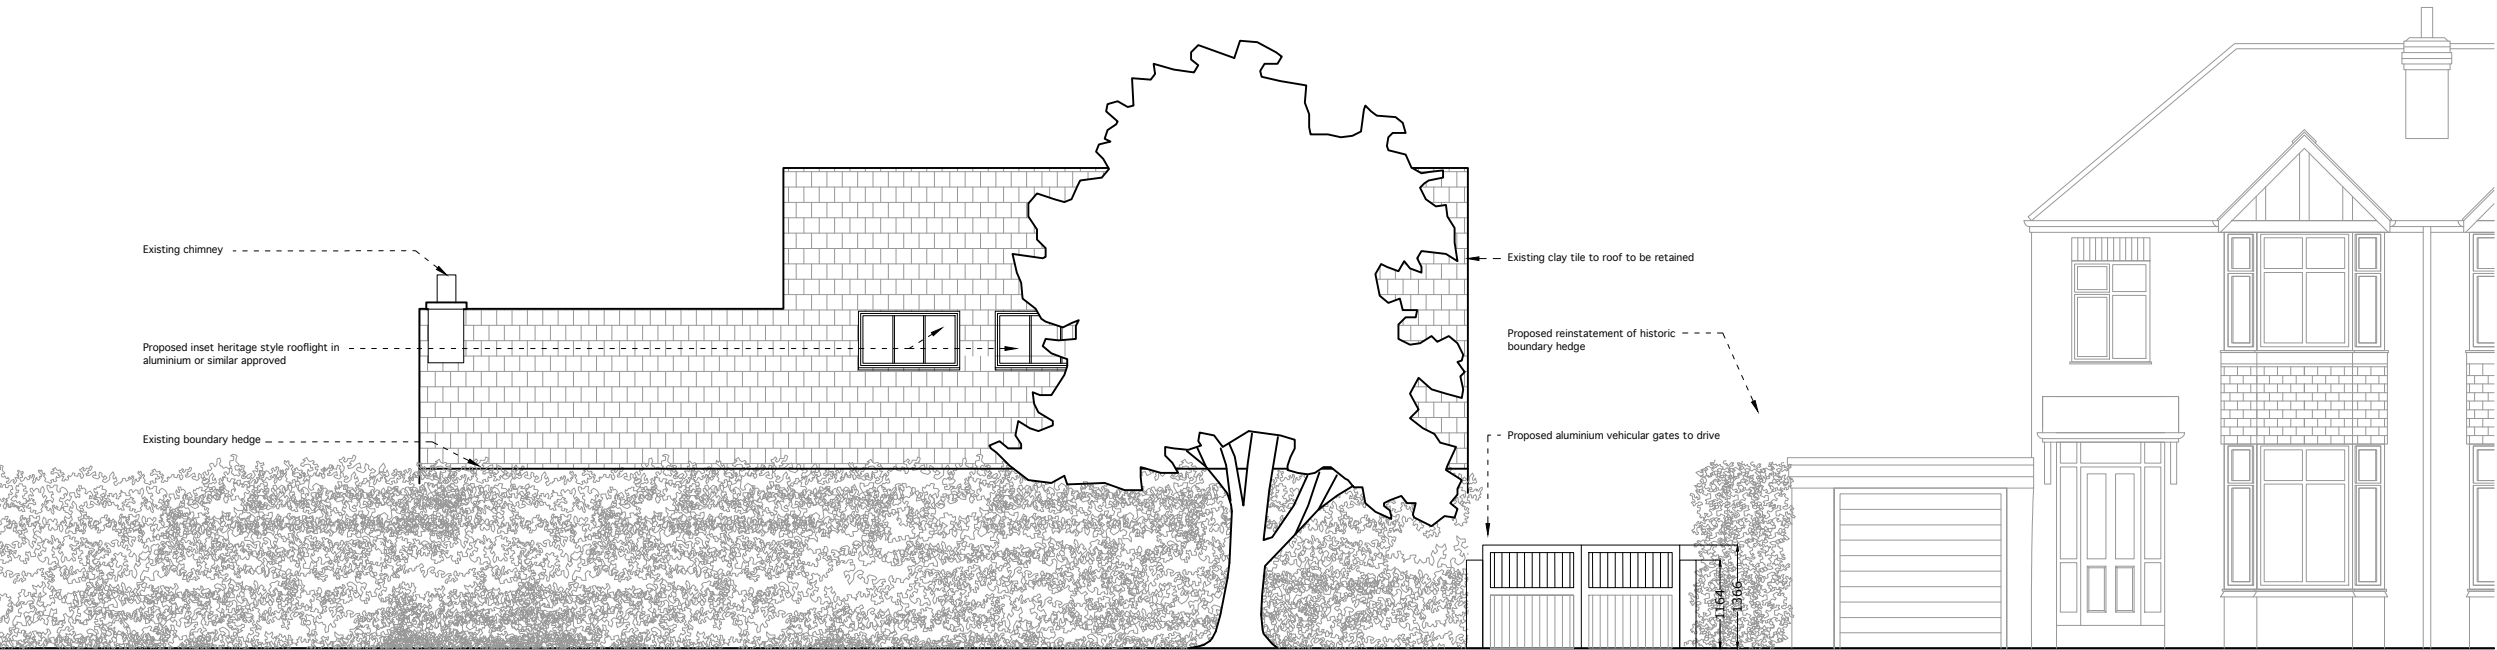 Existing chimney
Proposed inset heritage style rooflight in
aluminium or similar approved
Existing boundary hedge
Existing clay tile to roof to be retained
Proposed reinstatement of historic
boundary hedge
Proposed aluminium vehicular gates to drive
1164
1366